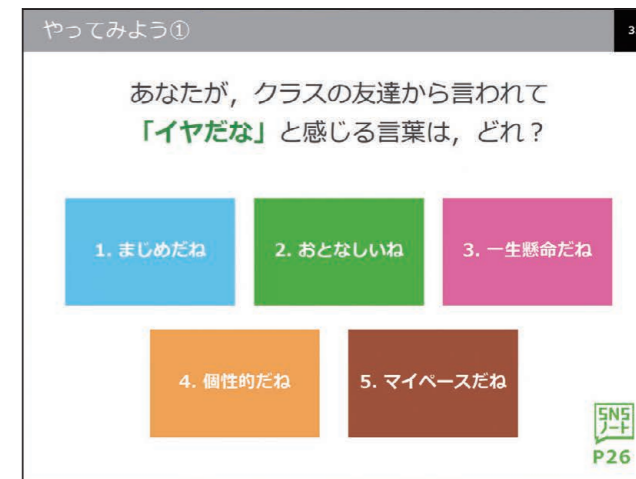 やってみよう①
3
あなたが，クラスの友達から言われて
「イヤだな」と感じる言葉は，どれ？
1. まじめだね
2. おとなしいね
3. 一生懸命だね
4. 個性的だね
5. マイペースだね
SNS
ノート
P26